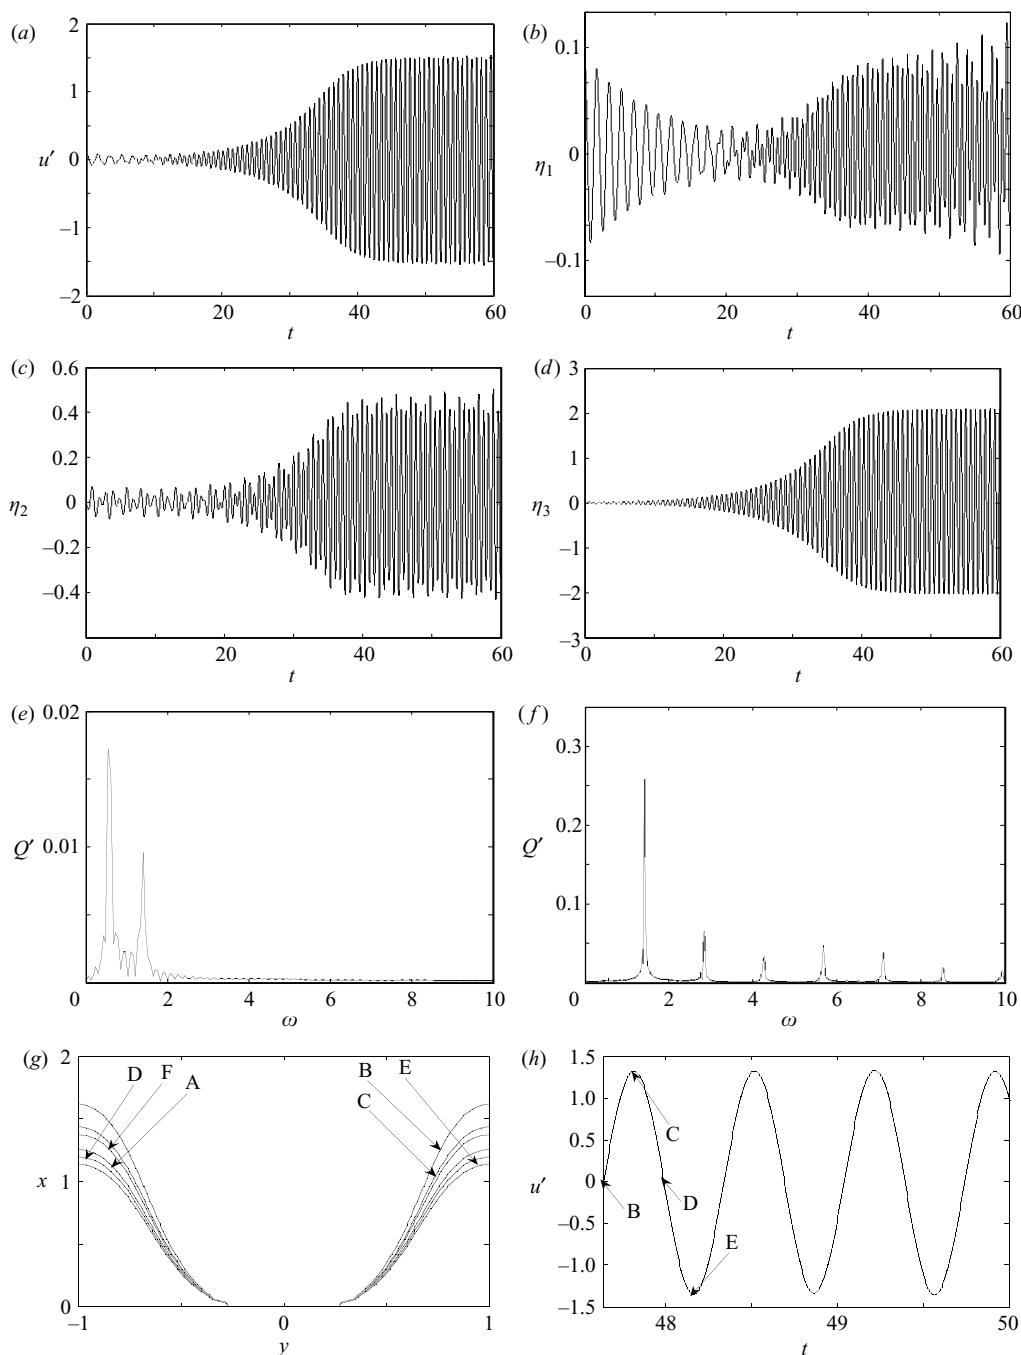 (a)
2
1
u′
0
–1
–2
0
20
40
60
t
(b)
0.1
0
η1
–0.1
0
20
40
60
t
(c)
0.6
0.4
0.2
0
η2
–0.2
–0.4
0
20
40
60
t
(d)
3
2
1
0
η3
–1
–2
–3
0
20
40
60
t
(e)
0.02
Q′ 0.01
0
2
4
6
8
10
ω
(f)
0.3
0.2
Q′
0.1
0
2
4
6
8
10
ω
(g)
2
D
F
A
B
E
C
x
1
0
–1
0
1
y
(h)
1.5
1.0
0.5
C
u′
0
B
D
–0.5
E
–1.0
–1.5
48
49
50
t